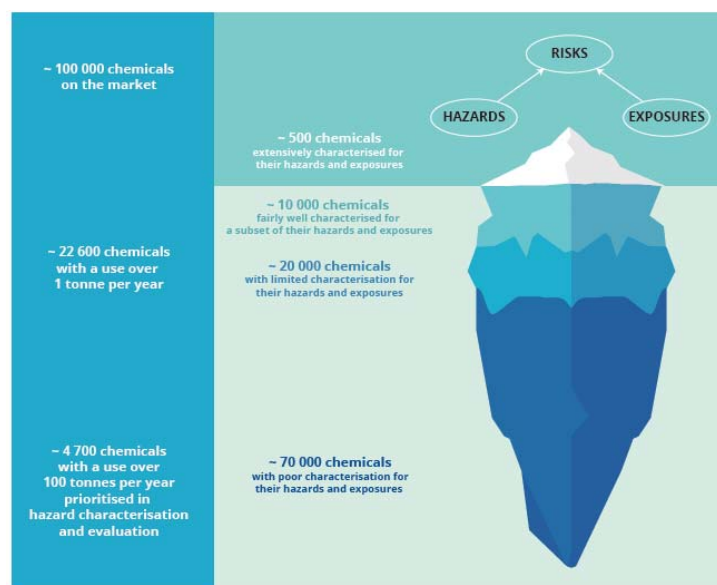 ~ 100 000 chemicals
on the market
~ 22 600 chemicals
with a use over
1 tonne per year
~ 4 700 chemicals
with a use over
100 tonnes per year
prioritised in
hazard characterisation
and evaluation
RISKS
HAZARDS
EXPOSURES
~ 500 chemicals
extensively characterised for
their hazards and exposures
~ 10 000 chemicals
fairly well characterised for
a subset of their hazards and exposures
~ 20 000 chemicals
with limited characterisation for
their hazards and exposures
~ 70 000 chemicals
with poor characterisation for
their hazards and exposures